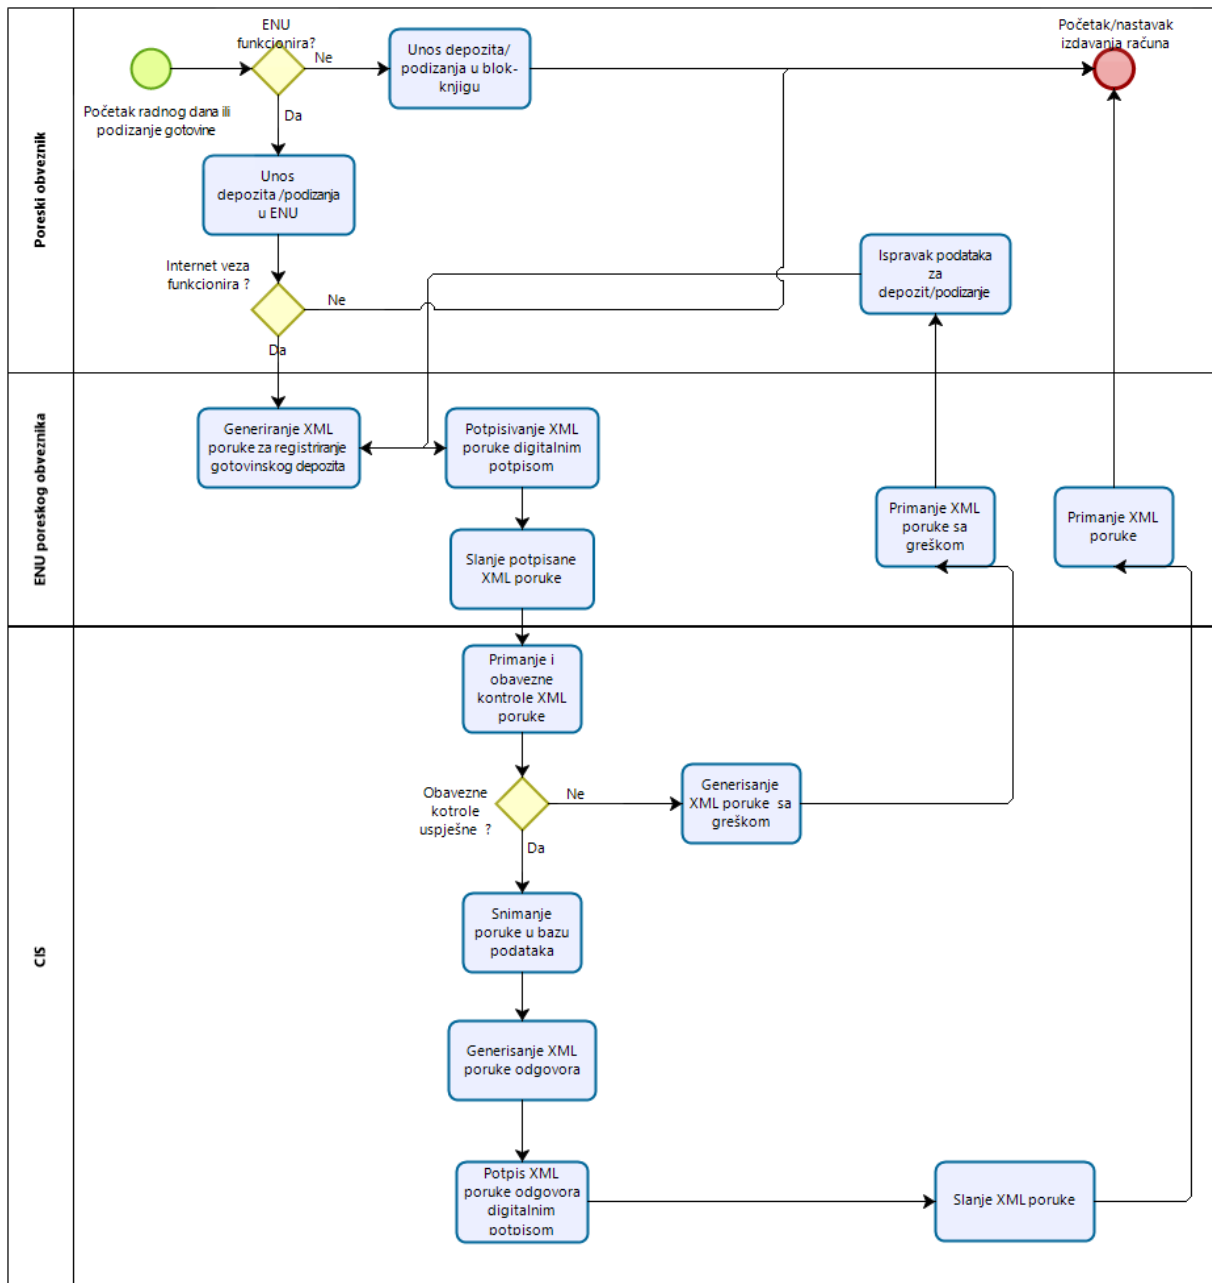 Poreski obveznik
ENU
funkcionira?
Ne
Da
Početak radnog dana ili
podizanje gotovine
Unos depozita/
podizanja u blok-
knjigu
Početak/nastavak
izdavanja računa
Unos
depozita /podizanja
u ENU
Internet veza
funkcionira ?
Ne
Da
Ispravak podataka
za
depozit/podizanje
ENU poreskog obveznika
Generiranje XML
poruke za registriranje
gotovinskog depozita
Potpisivanje XML
poruke digitalnim
potpisom
Slanje potpisane
XML poruke
Primanje XML
poruke sa
greškom
Primanje XML
poruke
CIS
Primanje i
obavezne
kontrole XML
poruke
Obavezne
kotrole
uspješne  ?
Ne
Da
Generisanje
XML poruke  sa
greškom
Snimanje
poruke u bazu
podataka
Generisanje XML
poruke odgovora
Potpis XML
poruke odgovora
digitalnim
potpisom
Slanje XML poruke